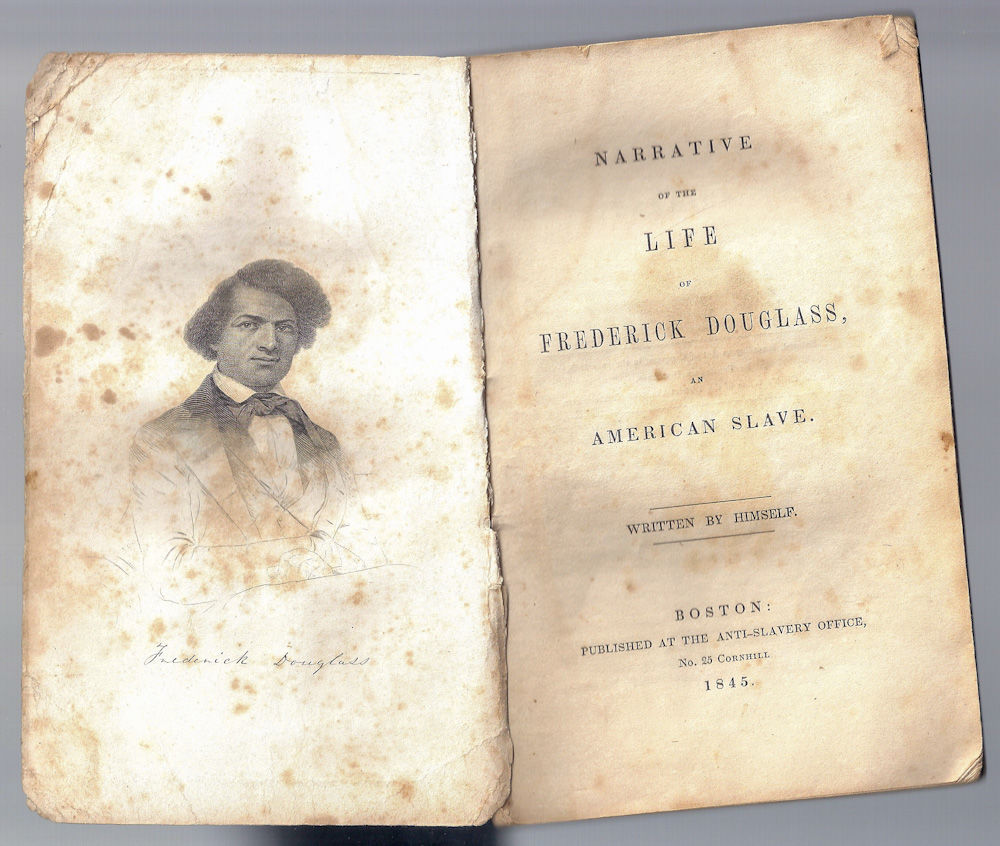 Frederick Douglass
NARRATIVE
OF THE
LIFE
OF
FREDERICK DOUGLASS,
AN
AMERICAN SLAVE.
WRITTEN BY HIMSELF.
BOSTON:
PUBLISHED AT THE ANTI-SLAVERY OFFICE,
No. 25 Cornhill
1845.